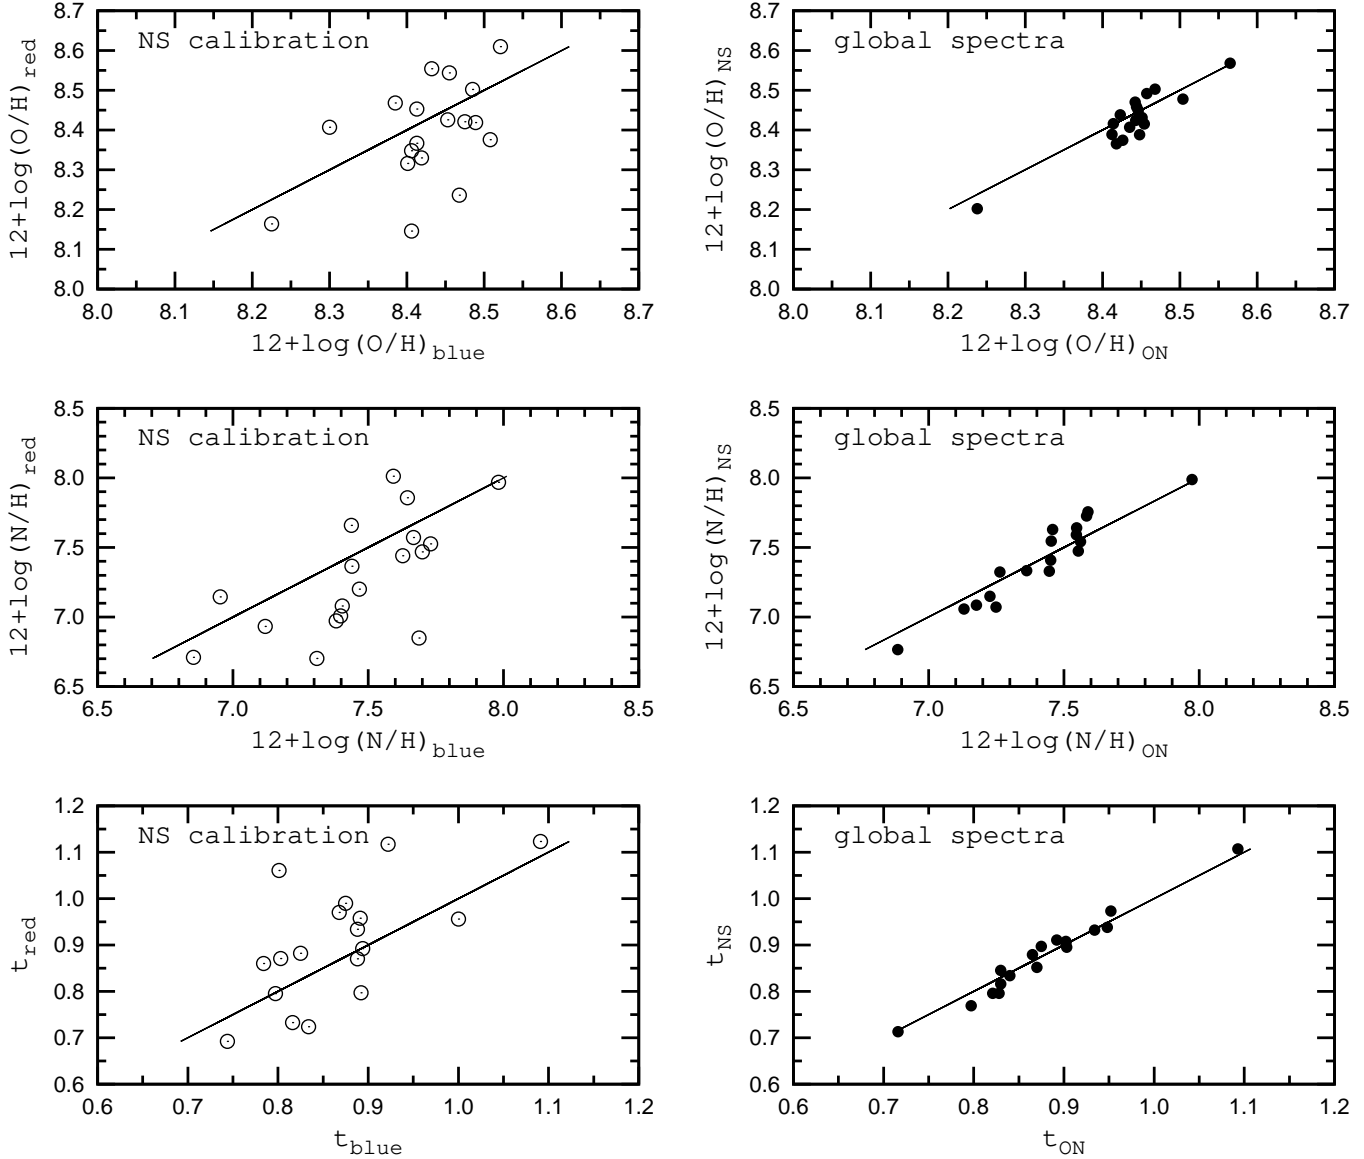 NS calibration
12+log(O/H)red
8.7
8.6
8.5
8.4
8.3
8.2
8.1
8.0
8.0 8.1 8.2 8.3 8.4 8.5 8.6 8.7
12+log(O/H)blue
global spectra
12+log(O/H)NS
8.7
8.6
8.5
8.4
8.3
8.2
8.1
8.0
8.0 8.1 8.2 8.3 8.4 8.5 8.6 8.7
12+log(O/H)ON
NS calibration
12+log(N/H)red
8.5
8.0
7.5
7.0
6.5
6.5 7.0 7.5 8.0 8.5
12+log(N/H)blue
global spectra
12+log(N/H)NS
8.5
8.0
7.5
7.0
6.5
6.5 7.0 7.5 8.0 8.5
12+log(N/H)ON
NS calibration
tred
1.2
1.1
1.0
0.9
0.8
0.7
0.6
0.6 0.7 0.8 0.9 1.0 1.1 1.2
tblue
global spectra
tNS
1.2
1.1
1.0
0.9
0.8
0.7
0.6
0.6 0.7 0.8 0.9 1.0 1.1 1.2
tON